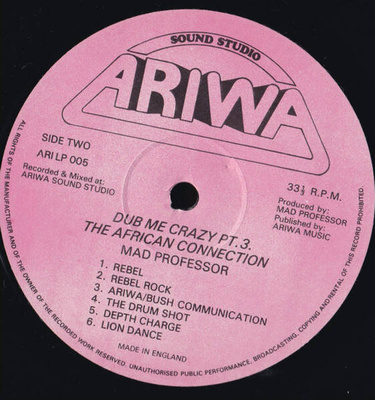 SOUND STUDIO
ARIWA
SIDE TWO
ARI LP 005
Recorded & Mixed at:
ARIWA SOUND STUDIO
33⅓ R.P.M.
Produced by:
MAD PROFESSOR
Published by:
ARIWA MUSIC
DUB ME CRAZY PT.3.
THE AFRICAN CONNECTION
MAD PROFESSOR
1. REBEL
2. REBEL ROCK
3. ARIWA/BUSH COMMUNICATION
4. THE DRUM SHOT
5. DEPTH CHARGE
6. LION DANCE
MADE IN ENGLAND
ALL RIGHTS OF THE MANUFACTURER AND OF THE OWNER OF THE RECORDED WORK RESERVED. UNAUTHORISED PUBLIC PERFORMANCE, BROADCASTING, COPYING AND RENTAL OF THIS RECORD PROHIBITED.